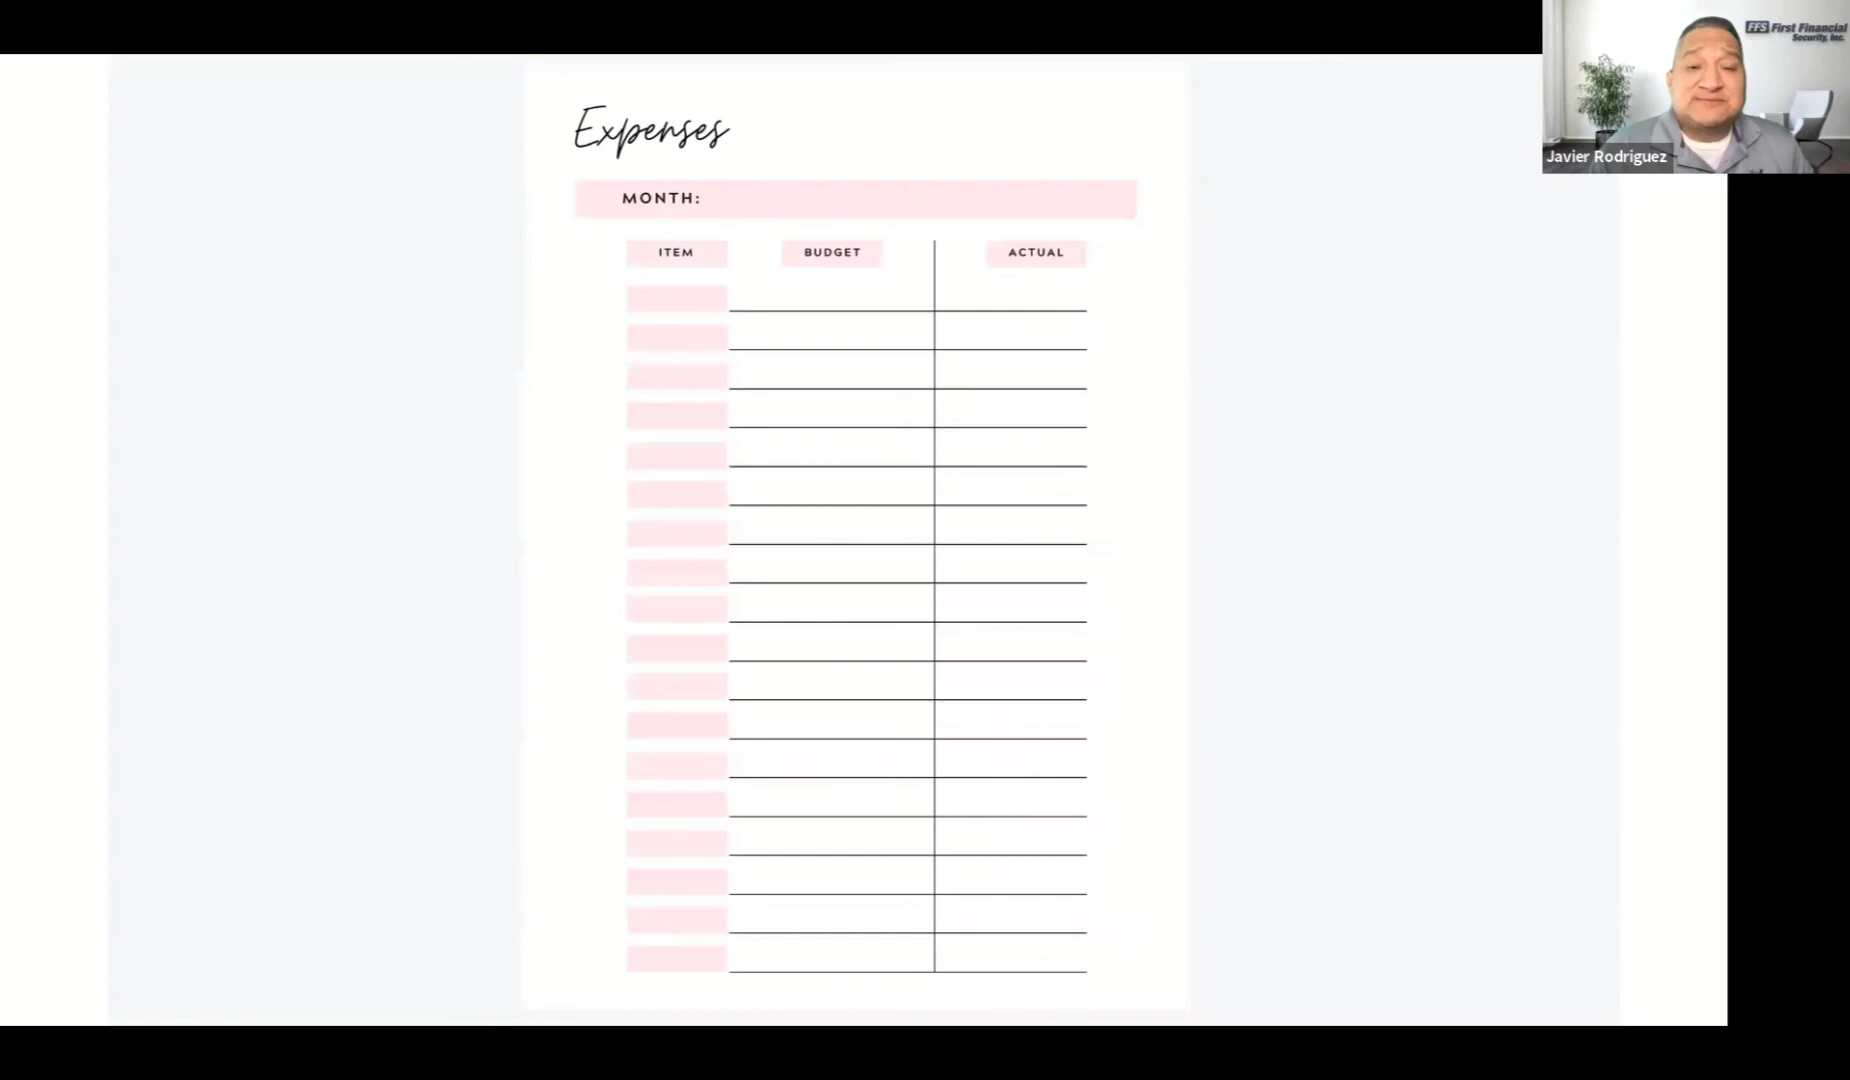 Expenses
MONTH:
ITEM BUDGET ACTUAL
FFS First Financial
Security, Inc.
Javier Rodriguez